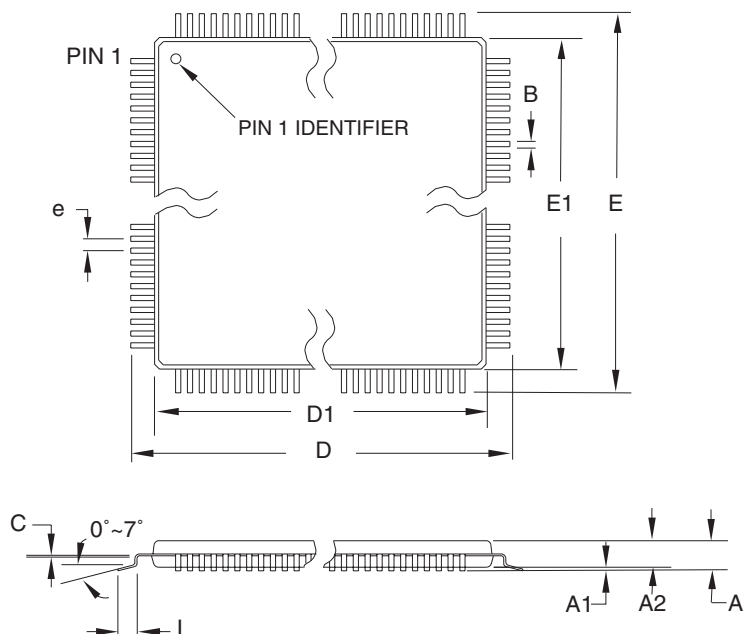 PIN 1
PIN 1 IDENTIFIER
B
e
E1
E
D1
D
C
0°~7°
L
A1
A2
A